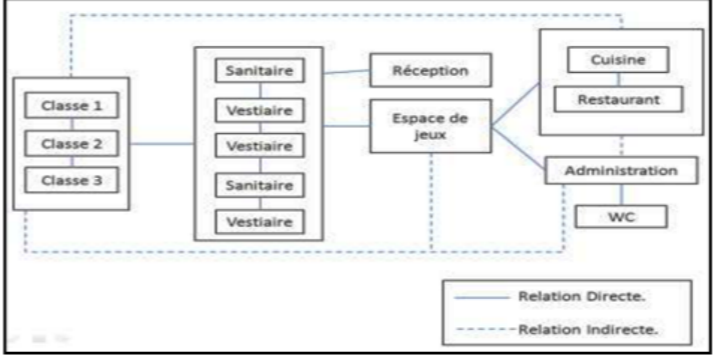 Classe 1
Classe 2
Classe 3
Sanitaire
Vestiaire
Vestiaire
Sanitaire
Vestiaire
Réception
Espace de
jeux
Cuisine
Restaurant
Administration
WC
Relation Directe.
Relation Indirecte.